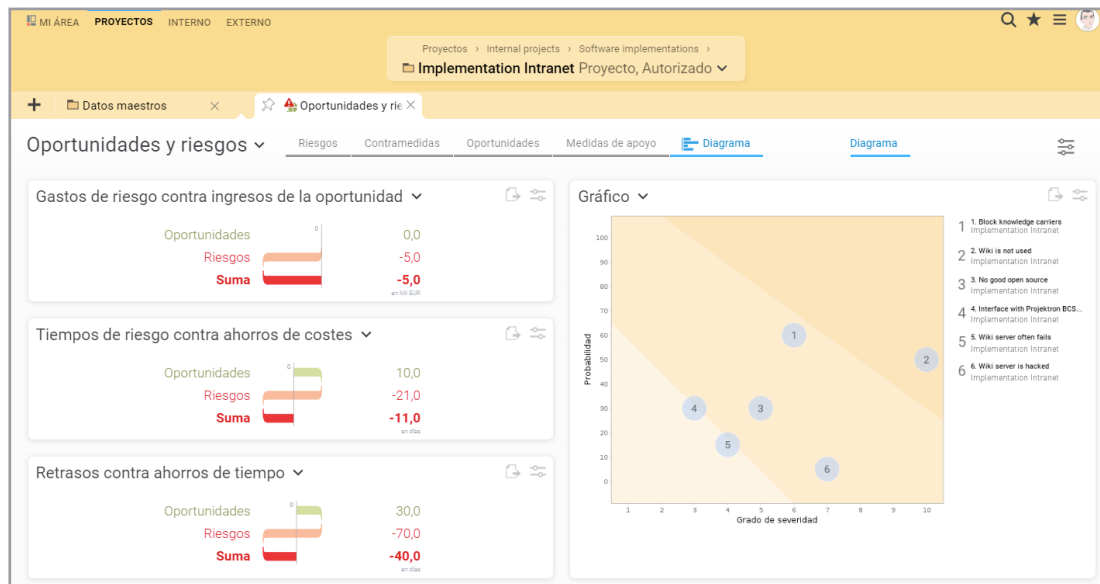 MI ÁREA PROYECTOS INTERNO EXTERNO
Proyectos › Internal projects › Software implementations ›
Implementation Intranet Proyecto, Autorizado
Datos maestros
Oportunidades y rie
Oportunidades y riesgos
Riesgos Contramedidas Oportunidades Medidas de apoyo Diagrama Diagrama
Gastos de riesgo contra ingresos de la oportunidad
0
Oportunidades 0,0
Riesgos -5,0
Suma -5,0
en Mil EUR
Tiempos de riesgo contra ahorros de costes
0
Oportunidades 10,0
Riesgos -21,0
Suma -11,0
en días
Retrasos contra ahorros de tiempo
0
Oportunidades 30,0
Riesgos -70,0
Suma -40,0
en días
Gráfico
Probabilidad
100
90
80
70
60
50
40
30
20
10
0
1
2
3
4
5
6
1 2 3 4 5 6 7 8 9 10
Grado de severidad
1 1. Block knowledge carriers
Implementation Intranet
2 2. Wiki is not used
Implementation Intranet
3 3. No good open source
Implementation Intranet
4 4. Interface with Projektron BCS...
Implementation Intranet
5 5. Wiki server often fails
Implementation Intranet
6 6. Wiki server is hacked
Implementation Intranet